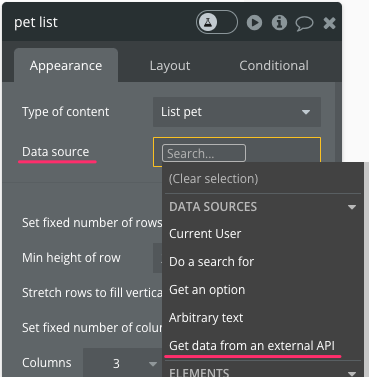 pet list
Appearance Layout Conditional
Type of content List pet
Data source Search...
(Clear selection)
DATA SOURCES
Set fixed number of rows
Current User
Min height of row
Do a search for
Stretch rows to fill vertica
Get an option
Set fixed number of colum
Arbitrary text
Get data from an external API
Columns 3
ELEMENTS